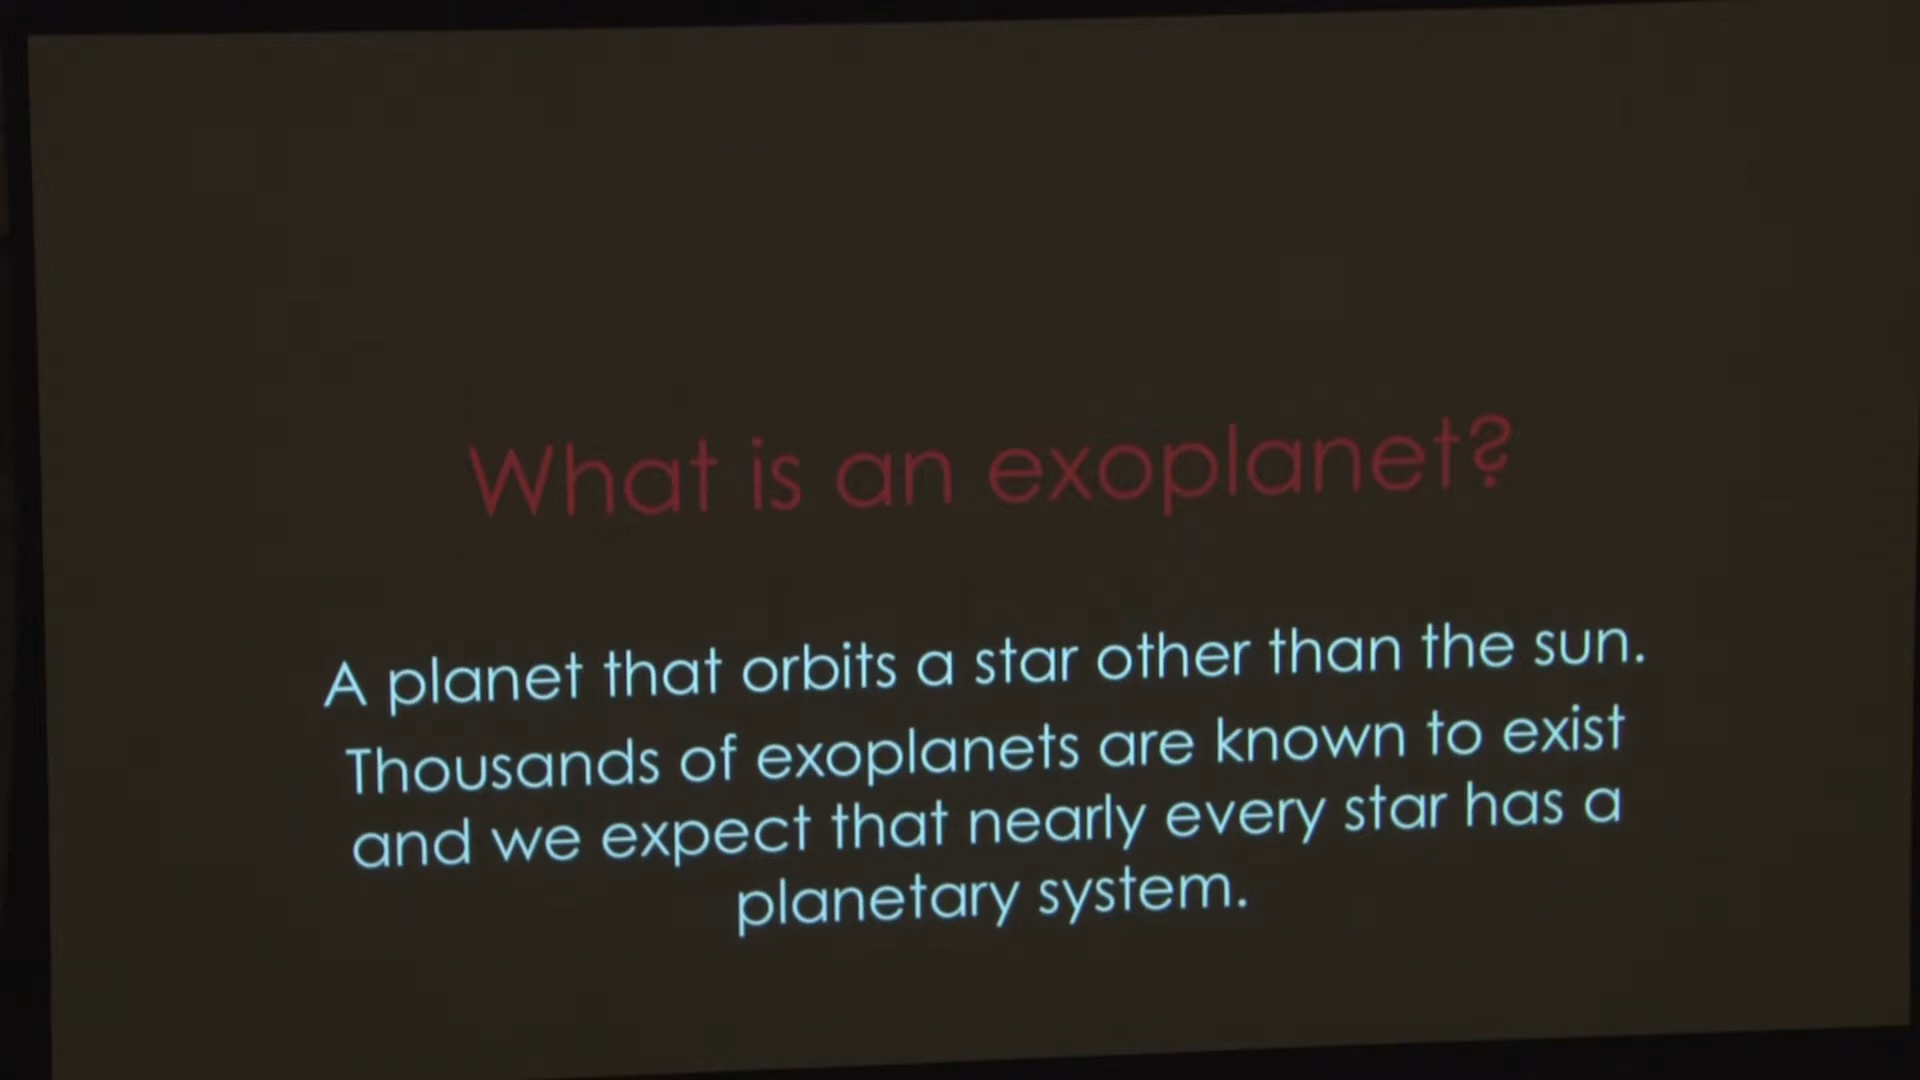 What is an exoplanet?
A planet that orbits a star other than the sun.
Thousands of exoplanets are known to exist
and we expect that nearly every star has a
planetary system.